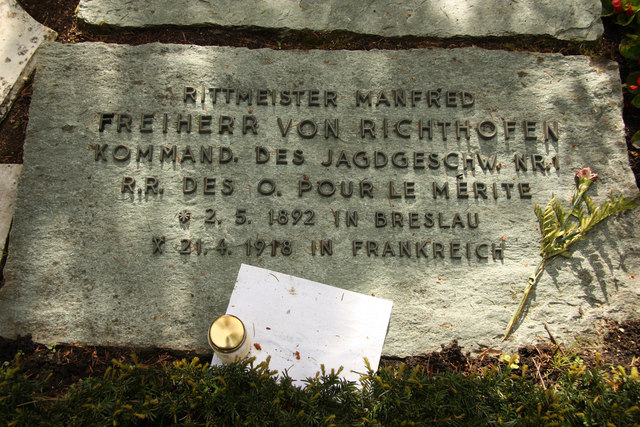 RITTMEISTER MANFRED
FREIHERR VON RICHTHOFEN
KOMMAND. DES JAGDGESCHW. NR.1
R.R. DES O. POUR LE MÉRITE
* 2. 5. 1892 IN BRESLAU
X 21. 4. 1918 IN FRANKREICH